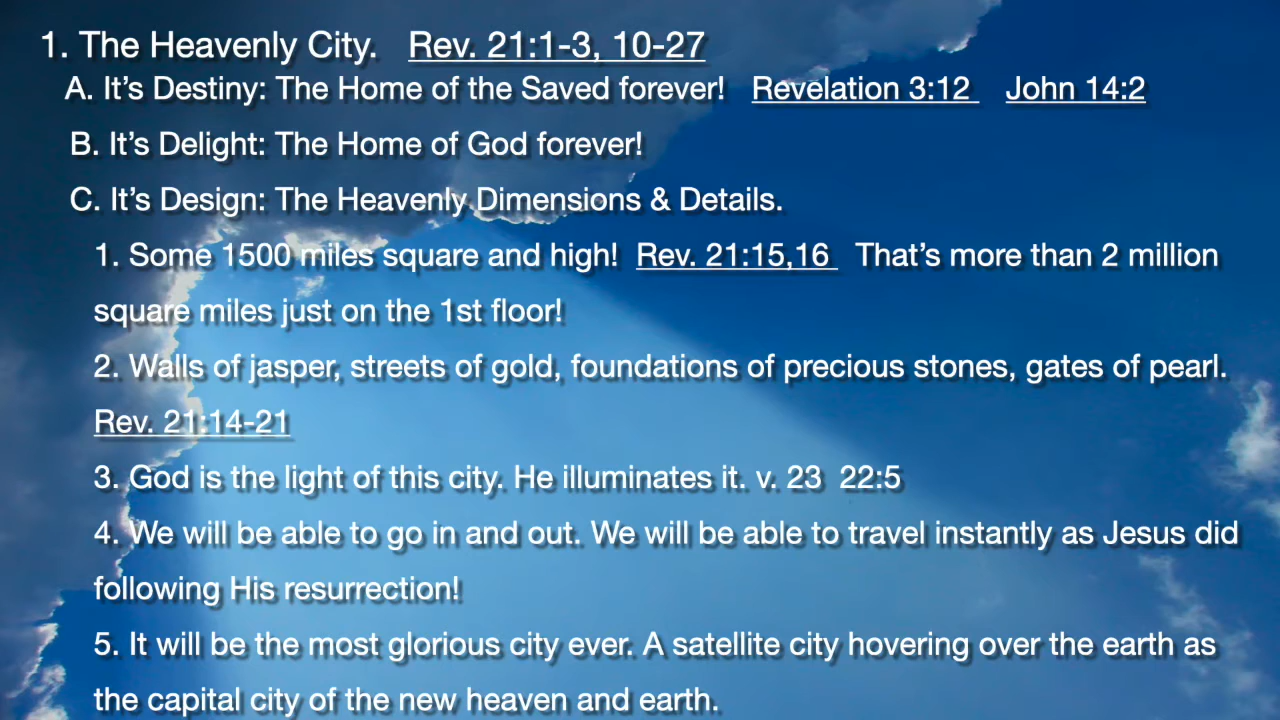 1. The Heavenly City. Rev. 21:1-3, 10-27
A. It’s Destiny: The Home of the Saved forever! Revelation 3:12 John 14:2
B. It’s Delight: The Home of God forever!
C. It’s Design: The Heavenly Dimensions & Details.
1. Some 1500 miles square and high! Rev. 21:15,16 That’s more than 2 million
square miles just on the 1st floor!
2. Walls of jasper, streets of gold, foundations of precious stones, gates of pearl.
Rev. 21:14-21
3. God is the light of this city. He illuminates it. v. 23 22:5
4. We will be able to go in and out. We will be able to travel instantly as Jesus did
following His resurrection!
5. It will be the most glorious city ever. A satellite city hovering over the earth as
the capital city of the new heaven and earth.